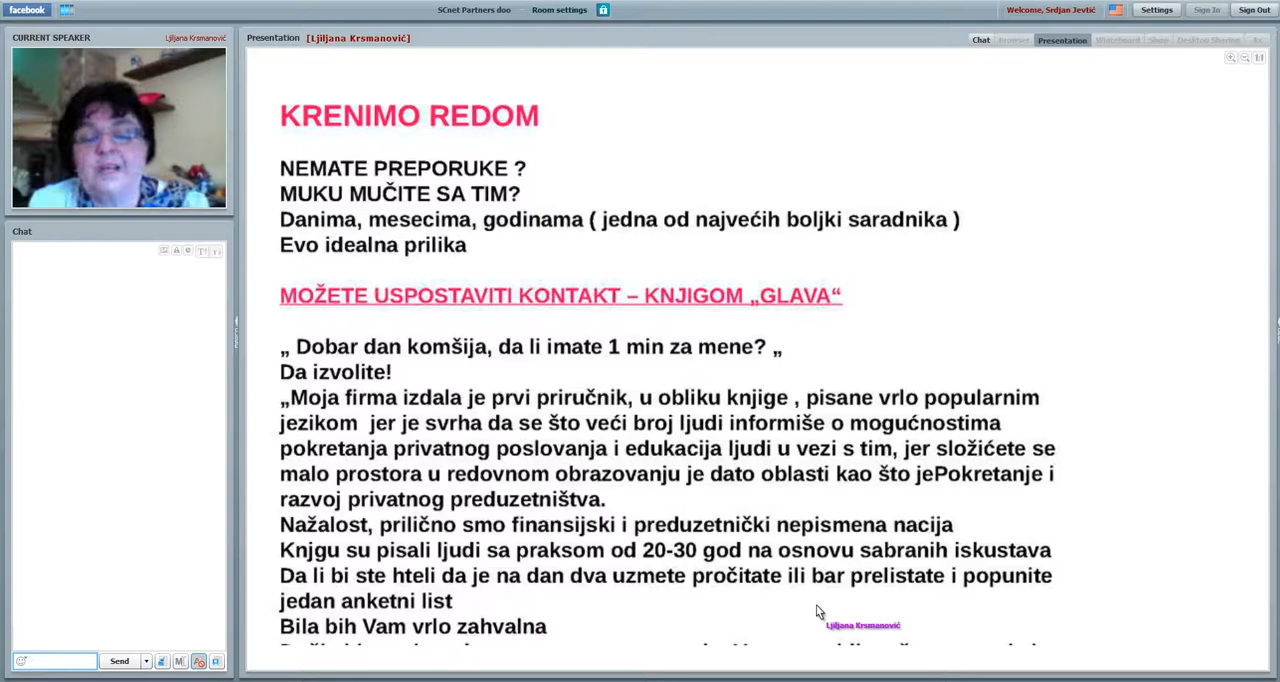 facebook
SCnet Partners doo
Room settings
Welcome, Srdjan Jevtić
Settings
Sign In
Sign Out
CURRENT SPEAKER
Ljiljana Krsmanović
Presentation
[Ljiljana Krsmanović]
Chat
Browser
Presentation
Whiteboard
Show
Desktop Sharing
1:1
KRENIMO REDOM
NEMATE PREPORUKE ?
MUKU MUČITE SA TIM?
Danima, mesecima, godinama ( jedna od najvećih boljki saradnika )
Evo idealna prilika
MOŽETE USPOSTAVITI KONTAKT – KNJIGOM „GLAVA“
„ Dobar dan komšija, da li imate 1 min za mene? „
Da izvolite!
„Moja firma izdala je prvi priručnik, u obliku knjige , pisane vrlo popularnim
jezikom jer je svrha da se što veći broj ljudi informiše o mogućnostima
pokretanja privatnog poslovanja i edukacija ljudi u vezi s tim, jer složićete se
malo prostora u redovnom obrazovanju je dato oblasti kao što jePokretanje i
razvoj privatnog preduzetništva.
Nažalost, prilično smo finansijski i preduzetnički nepismena nacija
Knjgu su pisali ljudi sa praksom od 20-30 god na osnovu sabranih iskustava
Da li bi ste hteli da je na dan dva uzmete pročitate ili bar prelistate i popunite
jedan anketni list
Bila bih Vam vrlo zahvalna
Ljiljana Krsmanović
Chat
Send